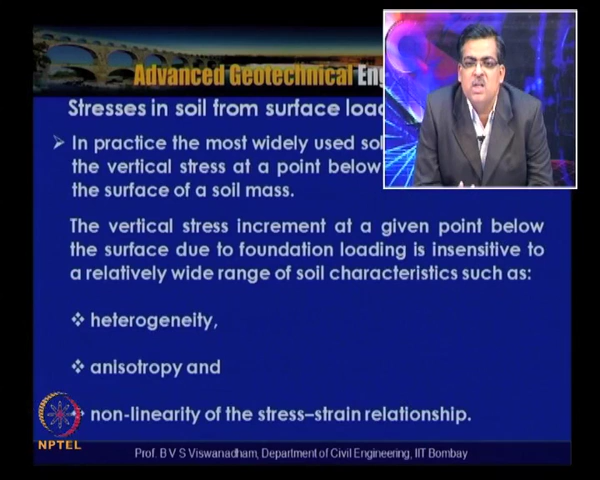 Advanced Geotechnical En
Stresses in soil from surface loa
In practice the most widely used
the vertical stress at a point below
the surface of a soil mass.
The vertical stress increment at a given point below
the surface due to foundation loading is insensitive to
a relatively wide range of soil characteristics such as:
heterogeneity,
anisotropy and
non-linearity of the stress–strain relationship.
NPTEL
Prof. B V S Viswanadham, Department of Civil Engineering, IIT Bombay